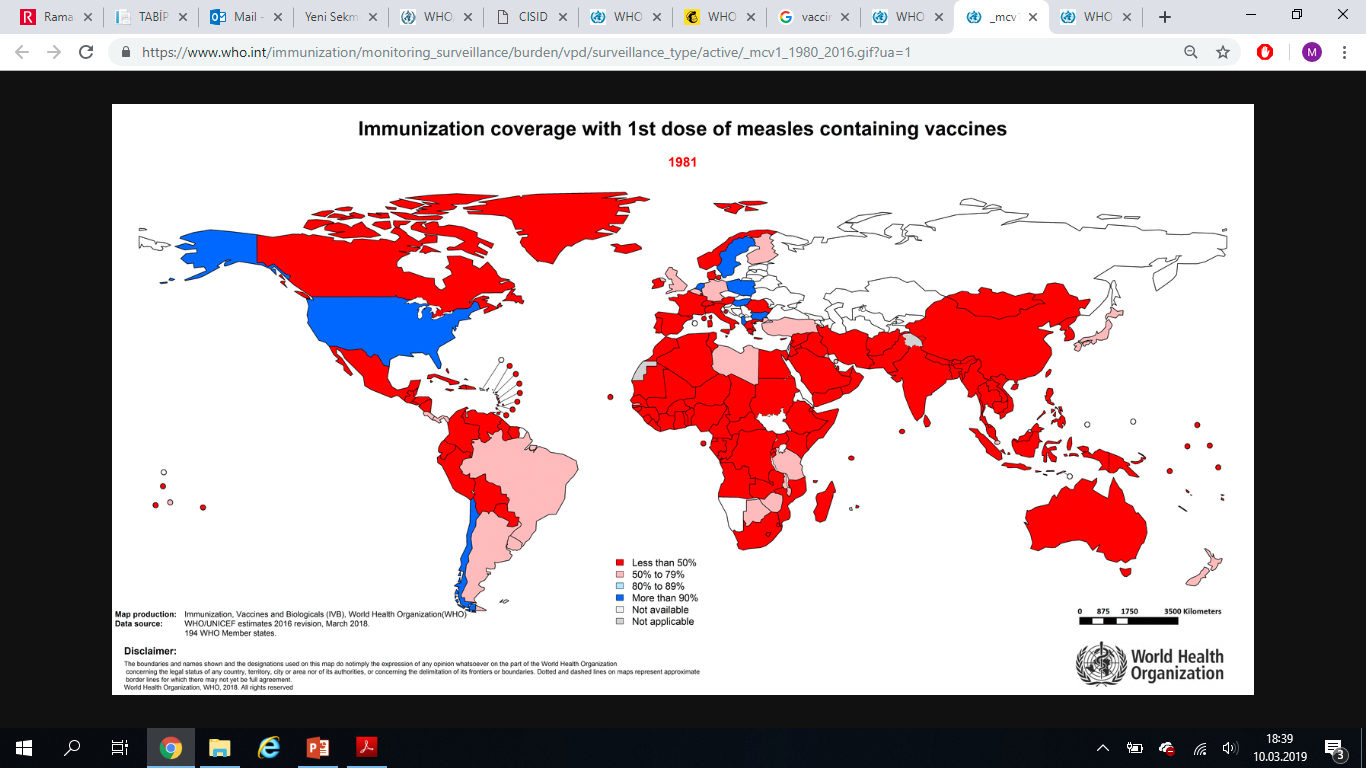 Rama
TABİP
Mail -
Yeni Sekm
WHO
CISID
WHO
WHO
vaccir
WHO
_mcv
WHO
https://www.who.int/immunization/monitoring_surveillance/burden/vpd/surveillance_type/active/_mcv1_1980_2016.gif?ua=1
M
Immunization coverage with 1st dose of measles containing vaccines
1981
Less than 50%
50% to 79%
80% to 89%
More than 90%
Not available
Not applicable
Map production: Immunization, Vaccines and Biologicals (IVB), World Health Organization(WHO)
Data source: WHO/UNICEF estimates 2016 revision, March 2018.
194 WHO Member states.
0 875 1750 3500 Kilometers
Disclaimer:
The boundaries and names shown and the designations used on this map do notimply the expression of any opinion whatsoever on the part of the World Health Organization
concerning the legal status of any country, territory, city or area nor of its authorities, or concerning the delimitation of its frontiers or boundaries. Dotted and dashed lines on maps represent approximate
border lines for which there may not yet be full agreement.
World Health Organization, WHO, 2018. All rights reserved
World Health
Organization
18:39
10.03.2019
3